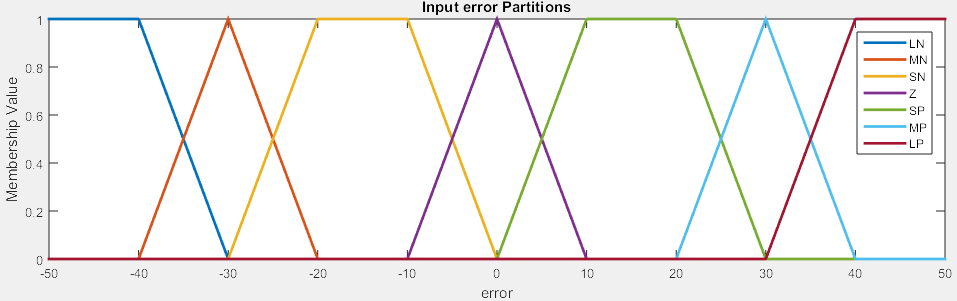 Input error Partitions
Membership Value
1
0.8
0.6
0.4
0.2
0
-50 -40 -30 -20 -10 0 10 20 30 40 50
error
LN
MN
SN
Z
SP
MP
LP